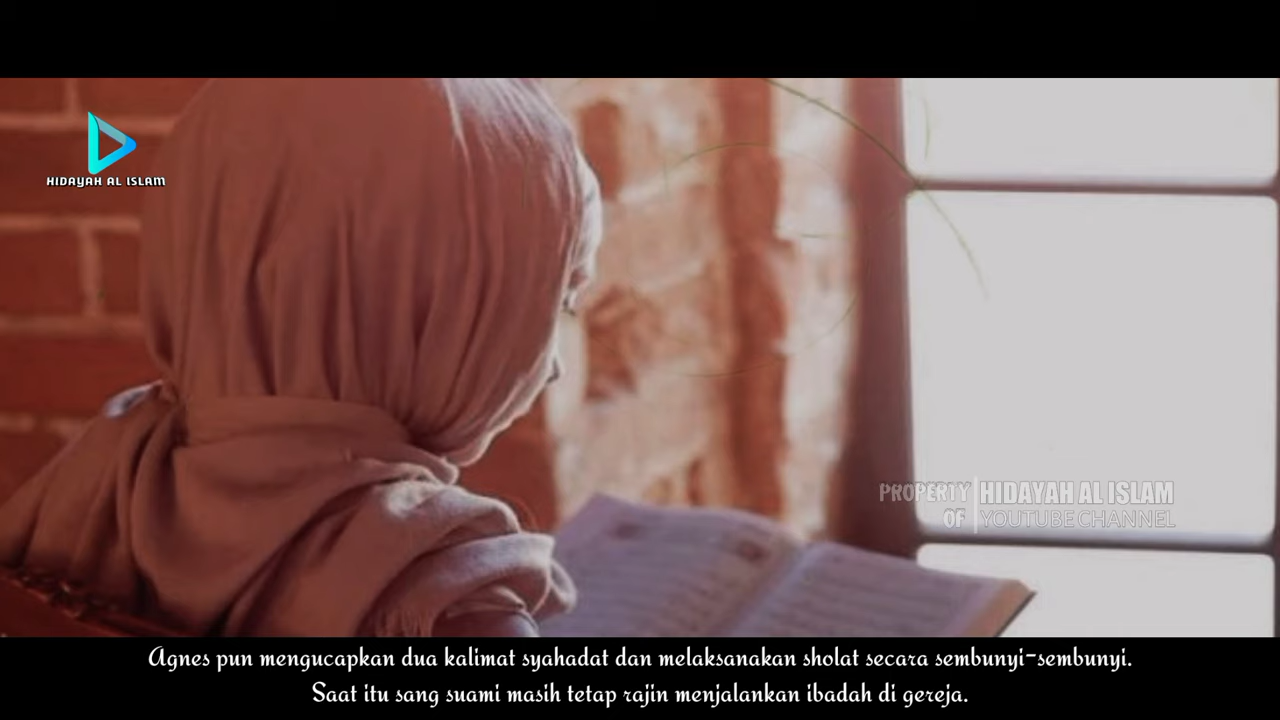 HIDAYAH AL ISLAM
PROPERTY OF
HIDAYAH AL ISLAM
YOUTUBE CHANNEL
Agnes pun mengucapkan dua kalimat syahadat dan melaksanakan sholat secara sembunyi-sembunyi.
Saat itu sang suami masih tetap rajin menjalankan ibadah di gereja.